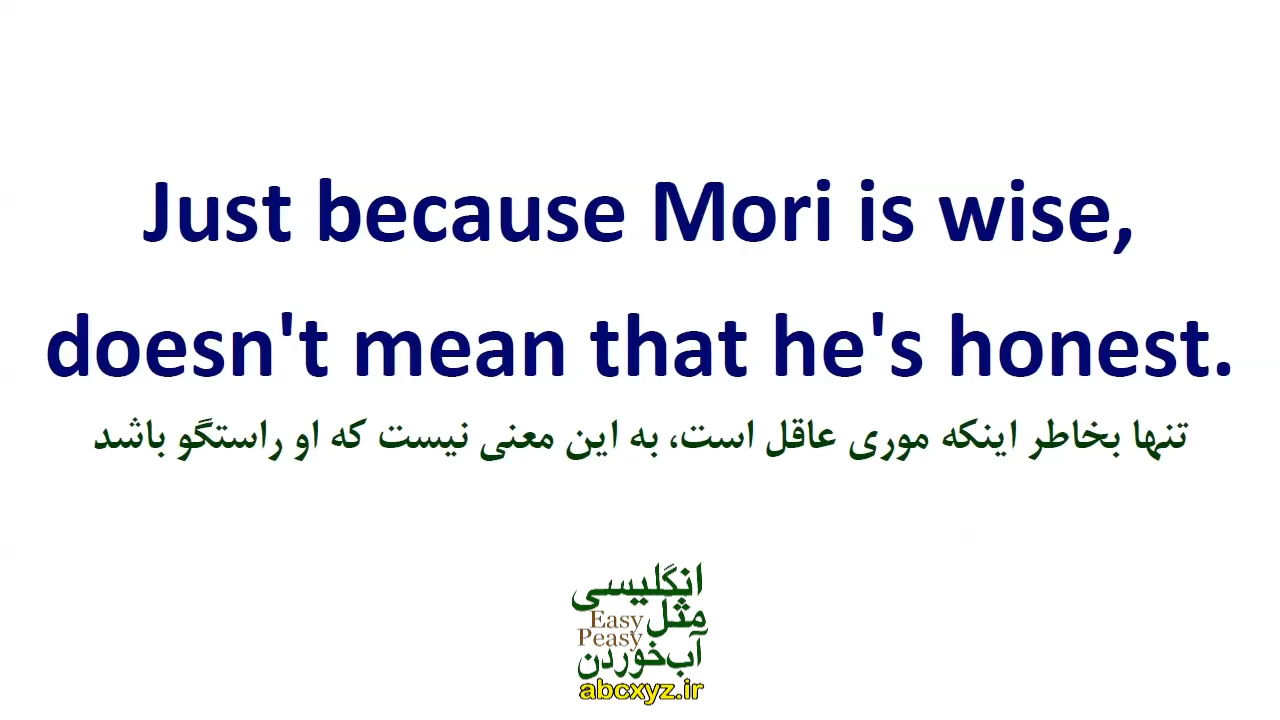 Just because Mori is wise,
doesn't mean that he's honest.
تنها بخاطر اینکه موری عاقل است، به این معنی نیست که او راستگو باشد
انگلیسی
مثل
Easy
Peasy
آب‌خوردن
abcxyz.ir